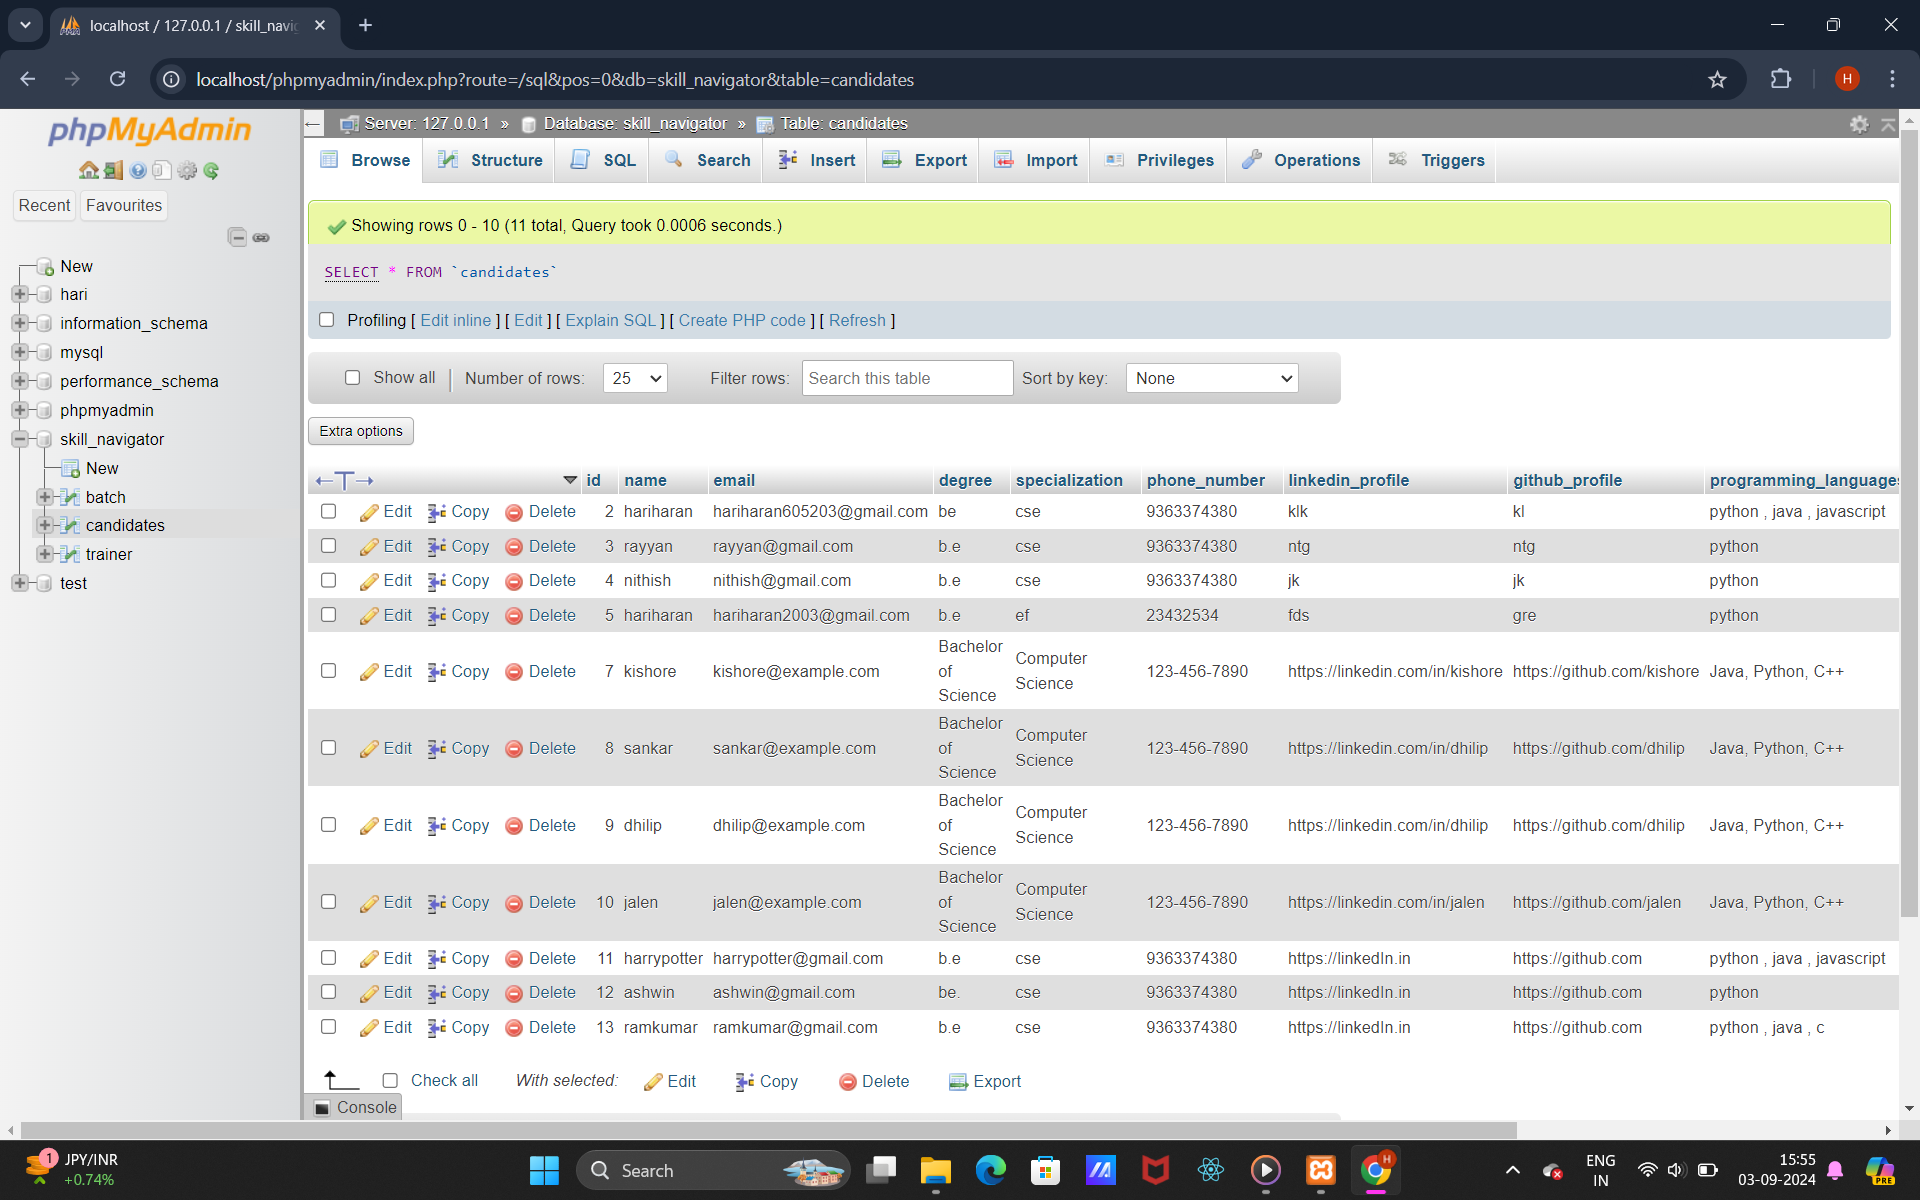 localhost / 127.0.0.1 / skill_navi
localhost/phpmyadmin/index.php?route=/sql&pos=0&db=skill_navigator&table=candidates
H
phpMyAdmin
Recent Favourites
New
hari
information_schema
mysql
performance_schema
phpmyadmin
skill_navigator
New
batch
candidates
trainer
test
Server: 127.0.0.1 » Database: skill_navigator » Table: candidates
Browse Structure SQL Search Insert Export Import Privileges Operations Triggers
Showing rows 0 - 10 (11 total, Query took 0.0006 seconds.)
SELECT * FROM `candidates`
Profiling [ Edit inline ] [ Edit ] [ Explain SQL ] [ Create PHP code ] [ Refresh ]
Show all Number of rows: 25 Filter rows: Search this table Sort by key: None
Extra options
id name email degree specialization phone_number linkedin_profile github_profile programming_languages
Edit Copy Delete 2 hariharan hariharan605203@gmail.com be cse 9363374380 klk kl python , java , javascript
Edit Copy Delete 3 rayyan rayyan@gmail.com b.e cse 9363374380 ntg ntg python
Edit Copy Delete 4 nithish nithish@gmail.com b.e cse 9363374380 jk jk python
Edit Copy Delete 5 hariharan hariharan2003@gmail.com b.e ef 23432534 fds gre python
Edit Copy Delete 7 kishore kishore@example.com Bachelor of Science Computer Science 123-456-7890 https://linkedin.com/in/kishore https://github.com/kishore Java, Python, C++
Edit Copy Delete 8 sankar sankar@example.com Bachelor of Science Computer Science 123-456-7890 https://linkedin.com/in/dhilip https://github.com/dhilip Java, Python, C++
Edit Copy Delete 9 dhilip dhilip@example.com Bachelor of Science Computer Science 123-456-7890 https://linkedin.com/in/dhilip https://github.com/dhilip Java, Python, C++
Edit Copy Delete 10 jalen jalen@example.com Bachelor of Science Computer Science 123-456-7890 https://linkedin.com/in/jalen https://github.com/jalen Java, Python, C++
Edit Copy Delete 11 harrypotter harrypotter@gmail.com b.e cse 9363374380 https://linkedIn.in https://github.com python , java , javascript
Edit Copy Delete 12 ashwin ashwin@gmail.com be. cse 9363374380 https://linkedIn.in https://github.com python
Edit Copy Delete 13 ramkumar ramkumar@gmail.com b.e cse 9363374380 https://linkedIn.in https://github.com python , java , c
Check all With selected: Edit Copy Delete Export
Console
1 JPY/INR
+0.74%
Search
H
ENG
IN
15:55
03-09-2024
PRE